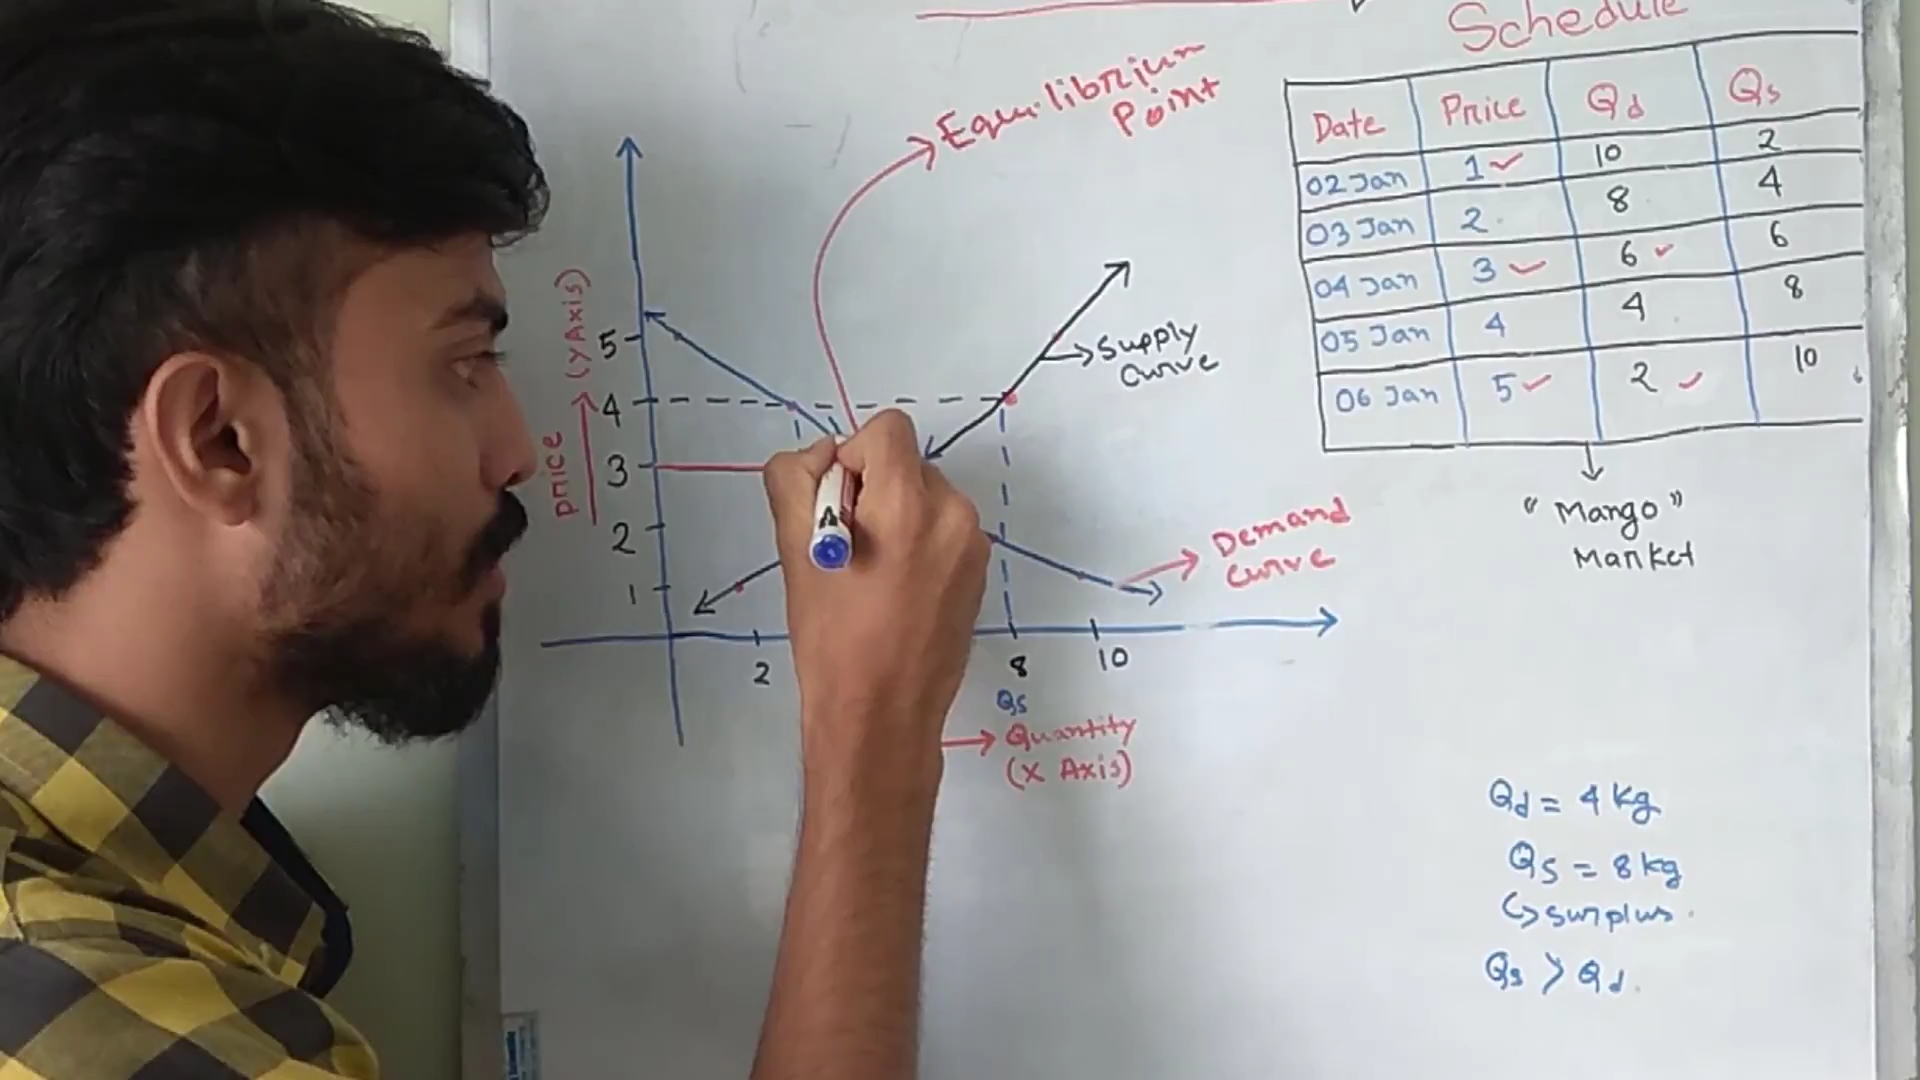 Schedule
Equilibrium
Point
Date Price Qd Qs
02 Jan 1 10 2
03 Jan 2 8 4
04 Jan 3 6 6
05 Jan 4 4 8
06 Jan 5 2 10
"Mango"
Market
Price (Y Axis)
5
4
3
2
1
Supply
Curve
Demand
Curve
2 8 10
Qs
Quantity
(X Axis)
Qd = 4 kg
Qs = 8 kg
Surplus.
Qs > Qd.